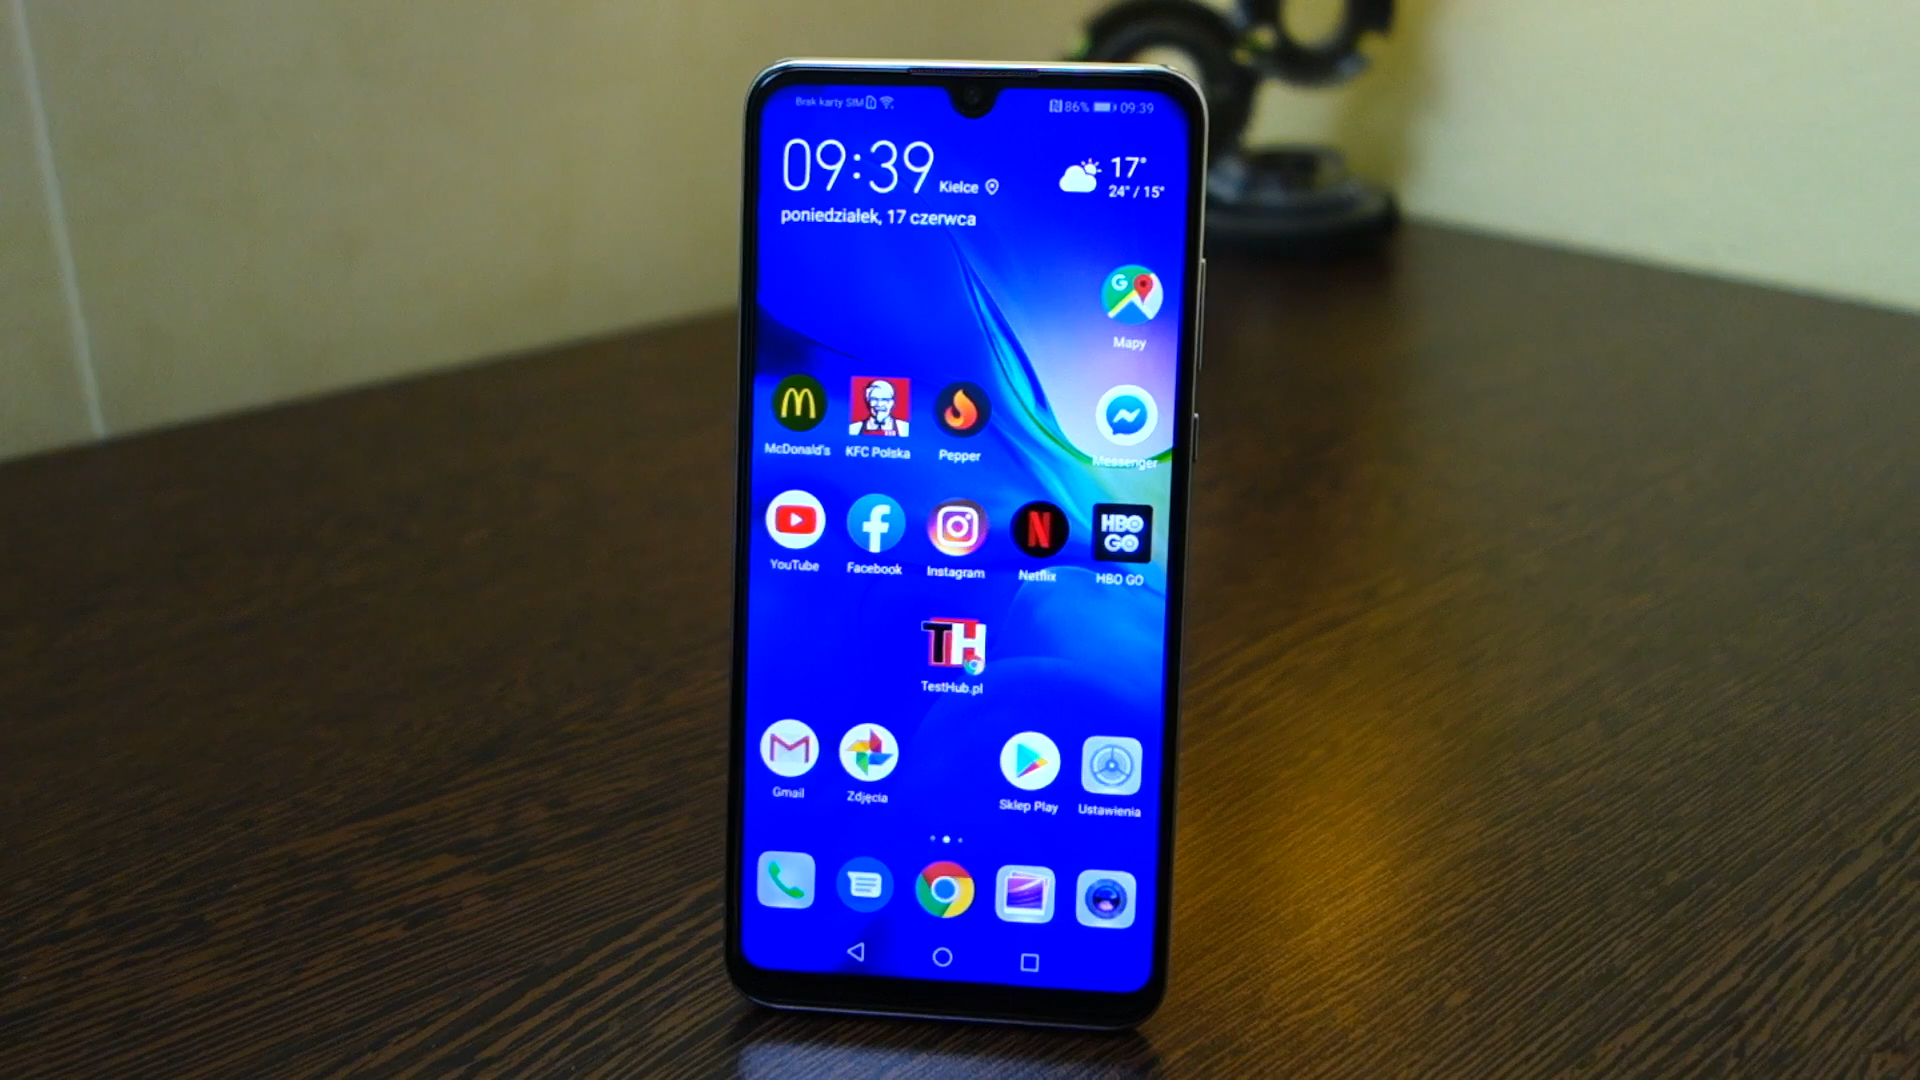 Brak karty SIM
86% 09:39
09:39 Kielce
17°
24° / 15°
poniedziałek, 17 czerwca
G
Mapy
McDonald's
KFC Polska
Pepper
Messenger
N
HBO
GO
YouTube
Facebook
Instagram
Netflix
HBO GO
TH
TestHub.pl
Gmail
Zdjęcia
Sklep Play
Ustawienia